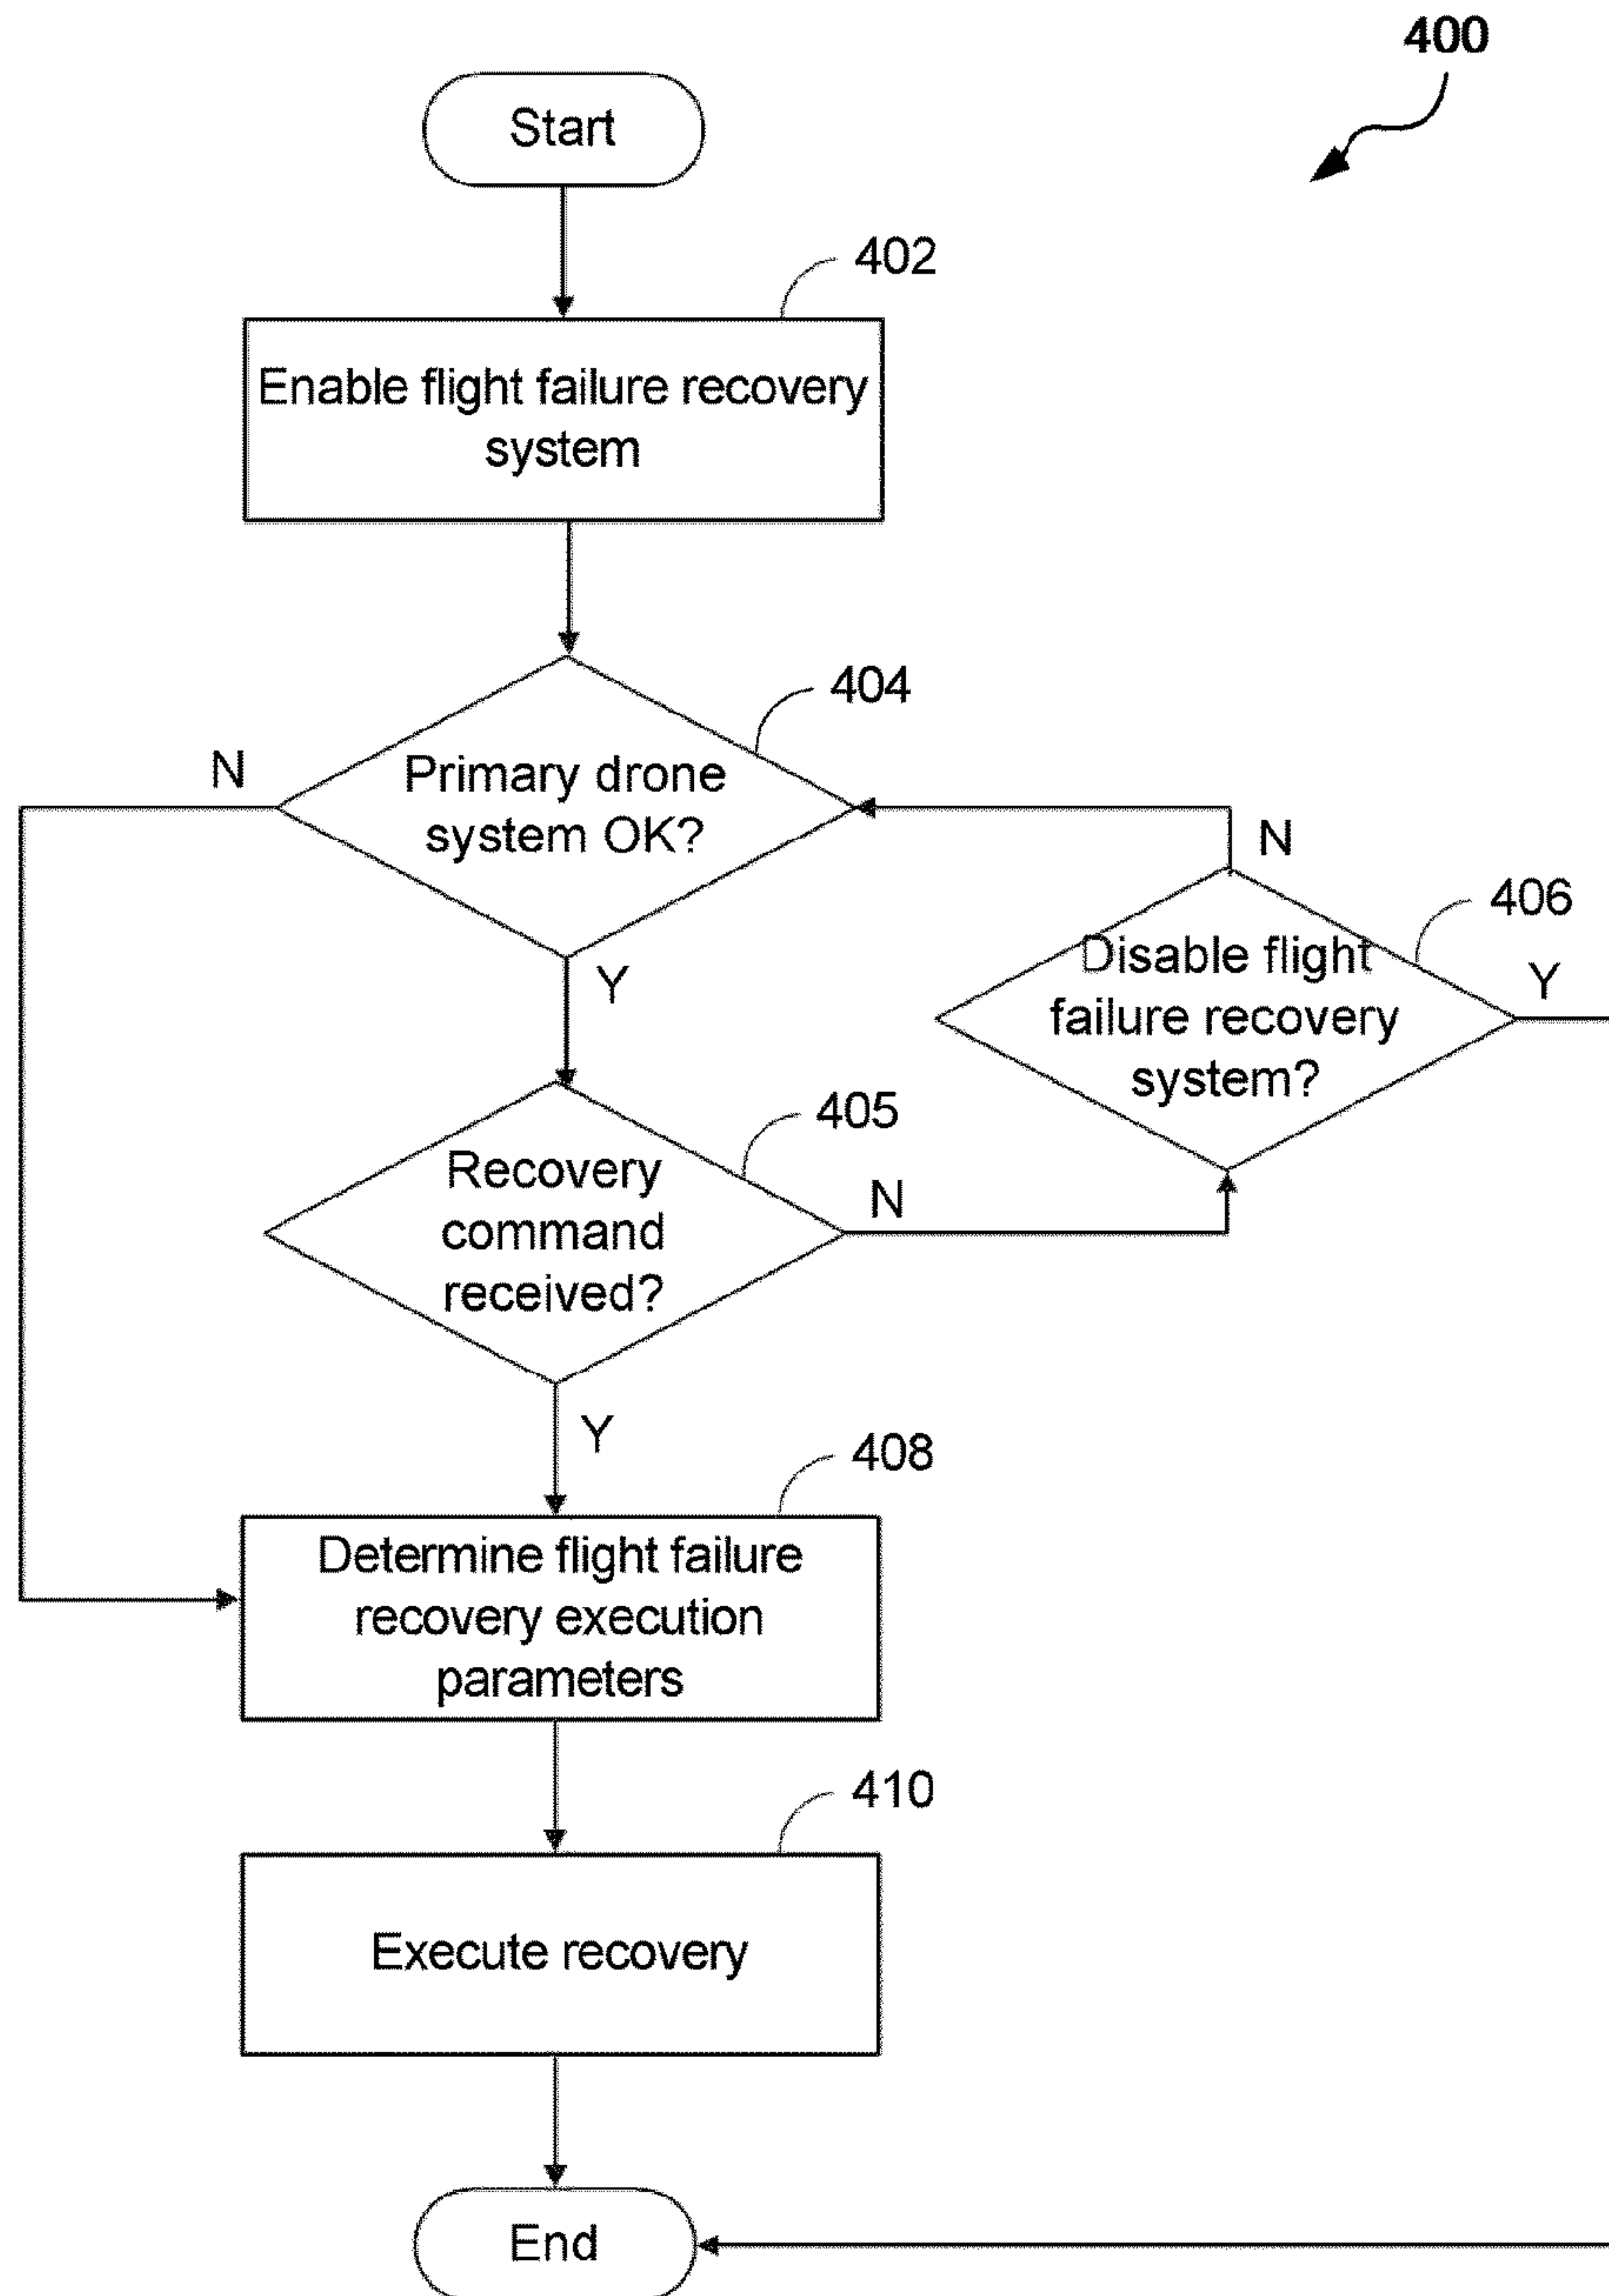 400
Start
402
Enable flight failure recovery
system
404
N
Primary drone
system OK?
N
406
Y
Disable flight
failure recovery
system?
Y
405
Recovery
command
received?
N
Y
408
Determine flight failure
recovery execution
parameters
410
Execute recovery
End